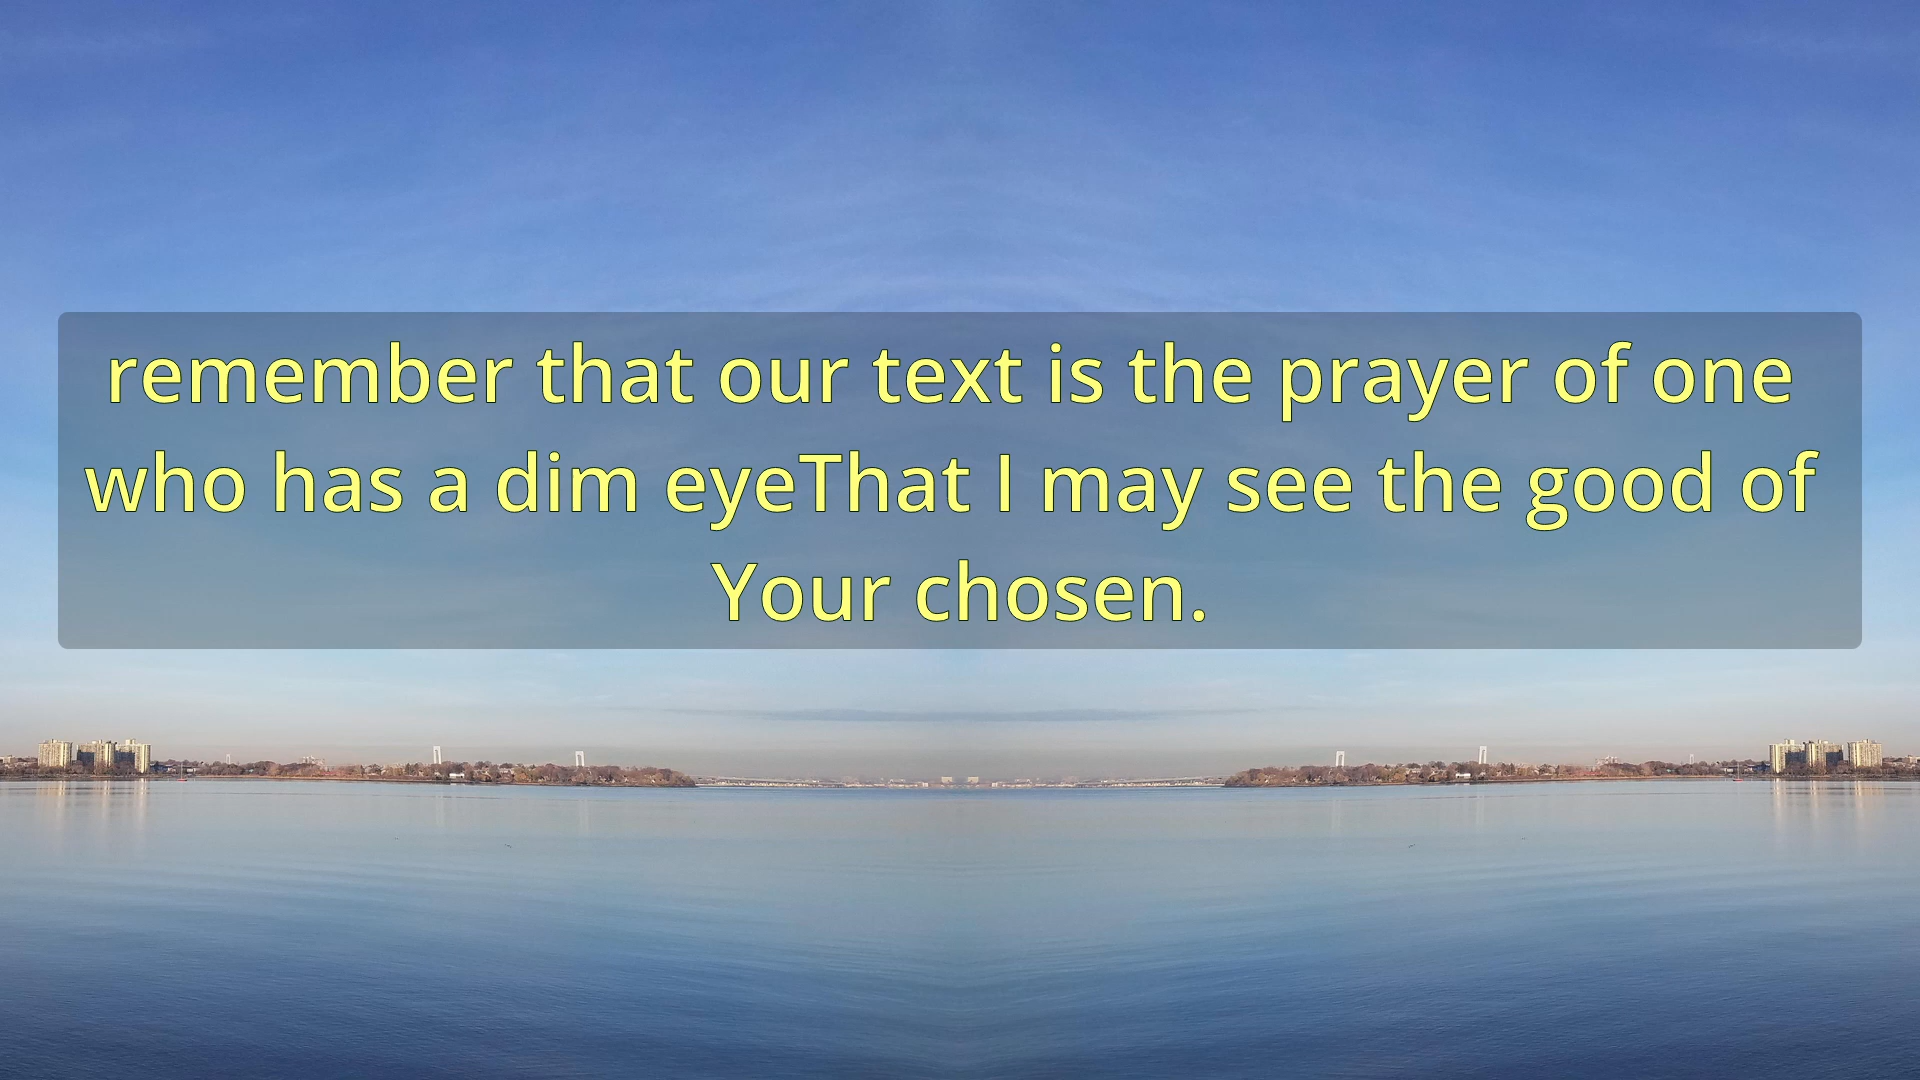 remember that our text is the prayer of one
who has a dim eyeThat I may see the good of
Your chosen.